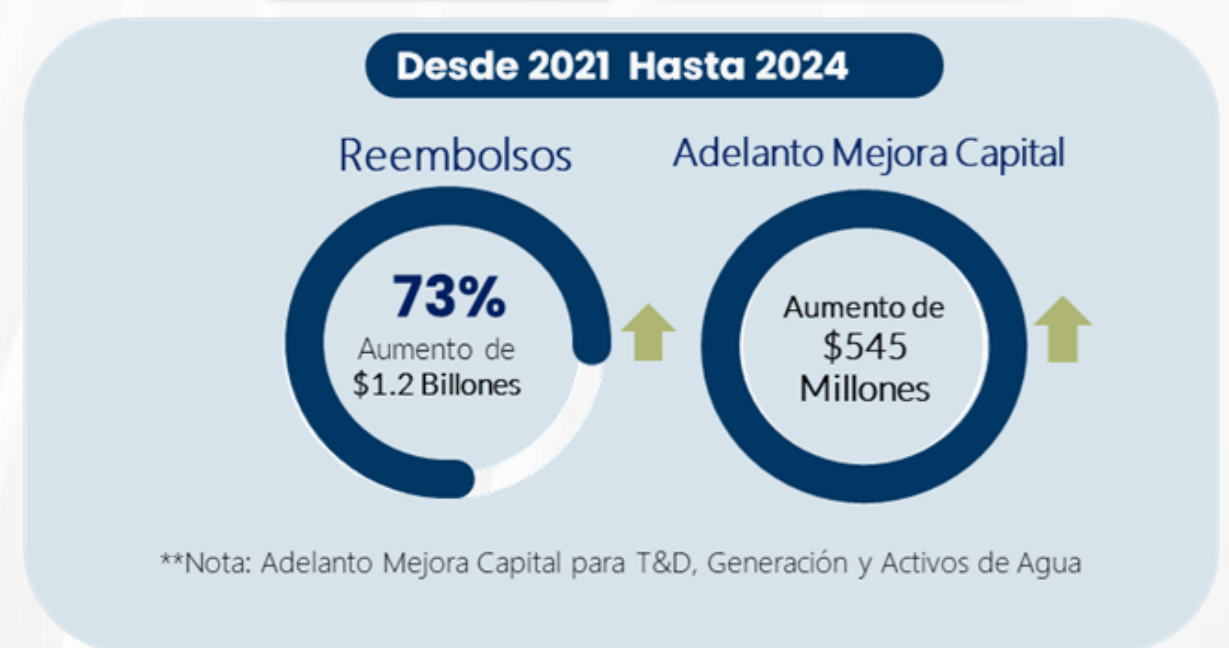 Desde 2021 Hasta 2024
Reembolsos
Adelanto Mejora Capital
73%
Aumento de
$1.2 Billones
Aumento de
$545
Millones
**Nota: Adelanto Mejora Capital para T&D, Generación y Activos de Agua